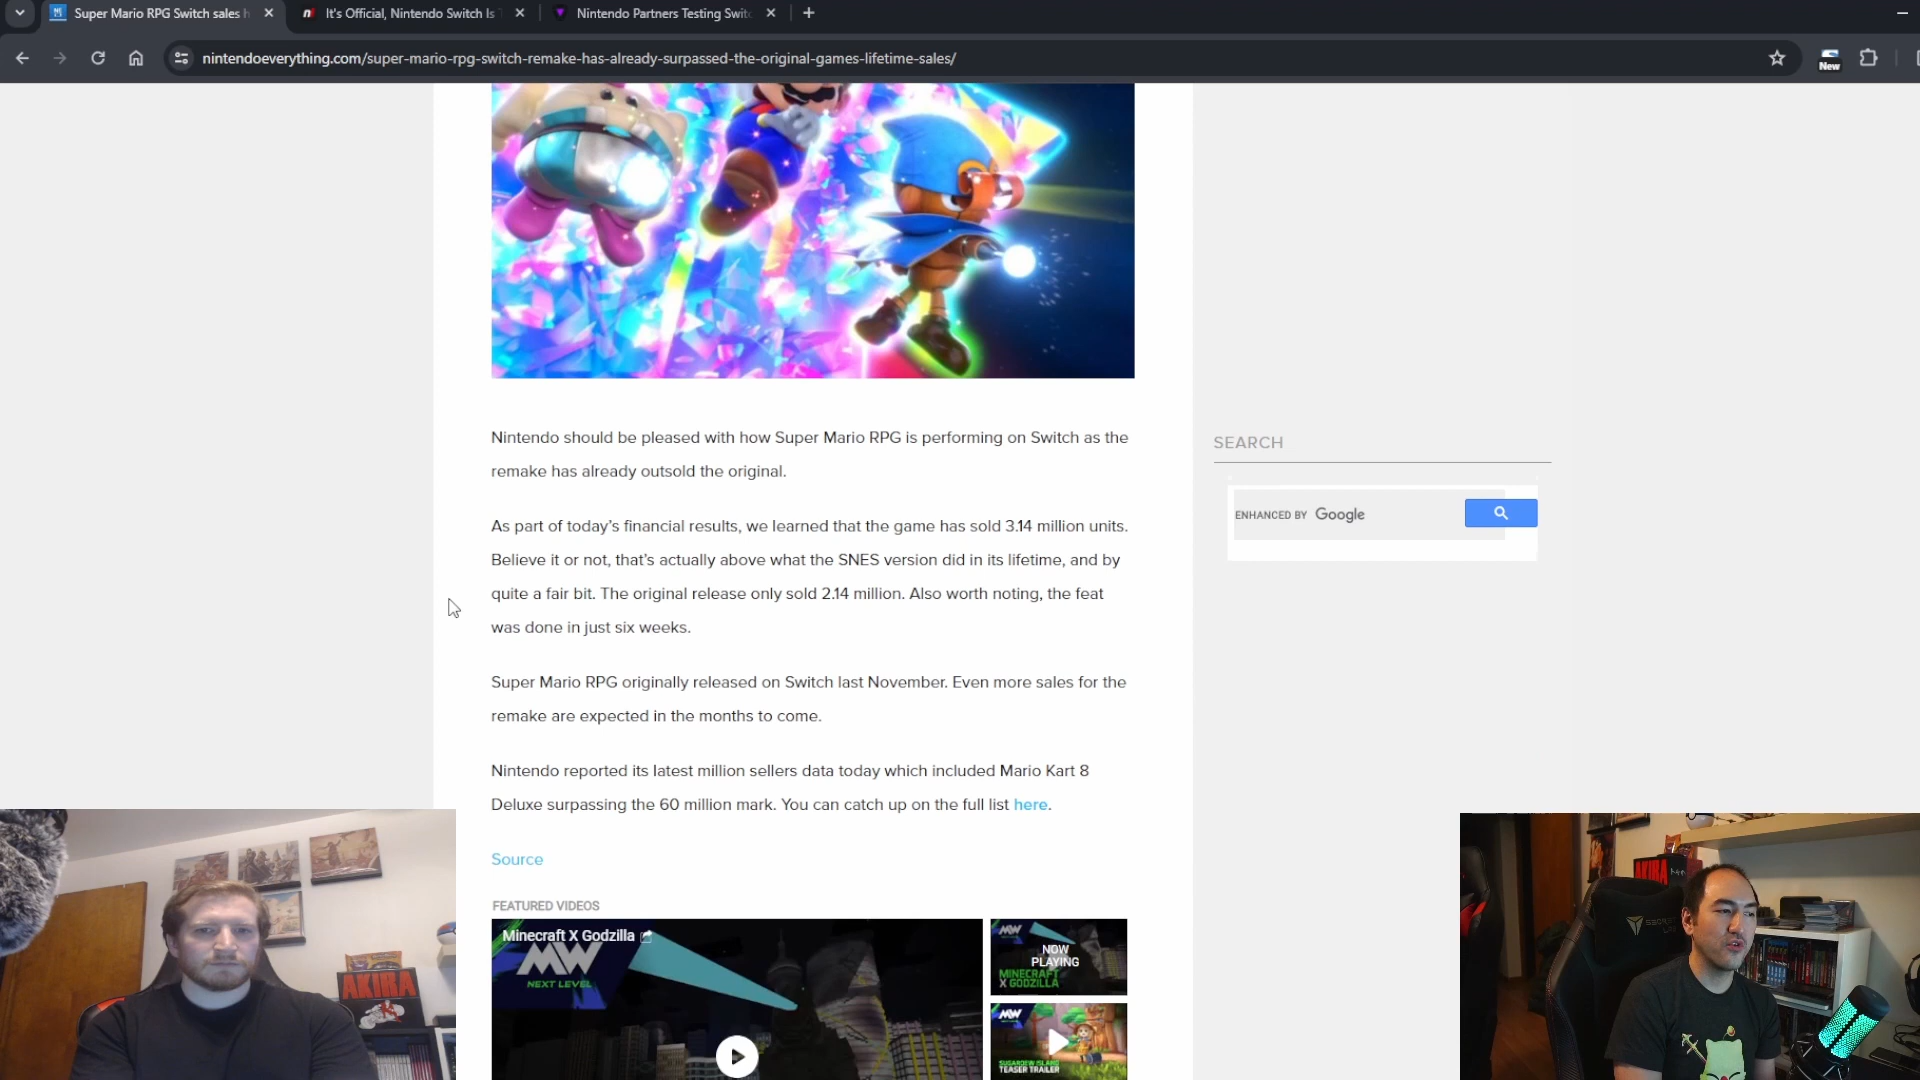 Super Mario RPG Switch sales h
It's Official, Nintendo Switch Is T
Nintendo Partners Testing Switc
nintendoeverything.com/super-mario-rpg-switch-remake-has-already-surpassed-the-original-games-lifetime-sales/
New
Nintendo should be pleased with how Super Mario RPG is performing on Switch as the
remake has already outsold the original.
As part of today's financial results, we learned that the game has sold 3.14 million units.
Believe it or not, that's actually above what the SNES version did in its lifetime, and by
quite a fair bit. The original release only sold 2.14 million. Also worth noting, the feat
was done in just six weeks.
Super Mario RPG originally released on Switch last November. Even more sales for the
remake are expected in the months to come.
Nintendo reported its latest million sellers data today which included Mario Kart 8
Deluxe surpassing the 60 million mark. You can catch up on the full list here.
Source
SEARCH
ENHANCED BY Google
FEATURED VIDEOS
Minecraft X Godzilla
MW
NEXT LEVEL
MW
NOW
PLAYING
MINECRAFT
X GODZILLA
MW
SUGARDEW ISLAND
TEASER TRAILER
AKIRA
AKIRA